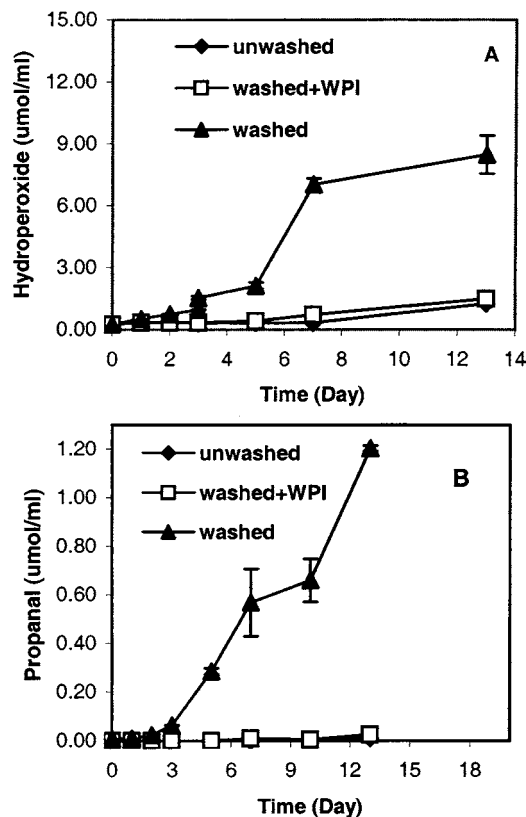 15.00
12.00
9.00
6.00
3.00
0.00
Hydroperoxide (umol/ml)
unwashed
washed+WPI
washed
A
0 2 4 6 8 10 12 14
Time (Day)
1.20
1.00
0.80
0.60
0.40
0.20
0.00
Propanal (umol/ml)
unwashed
washed+WPI
washed
B
0 3 6 9 12 15 18
Time (Day)